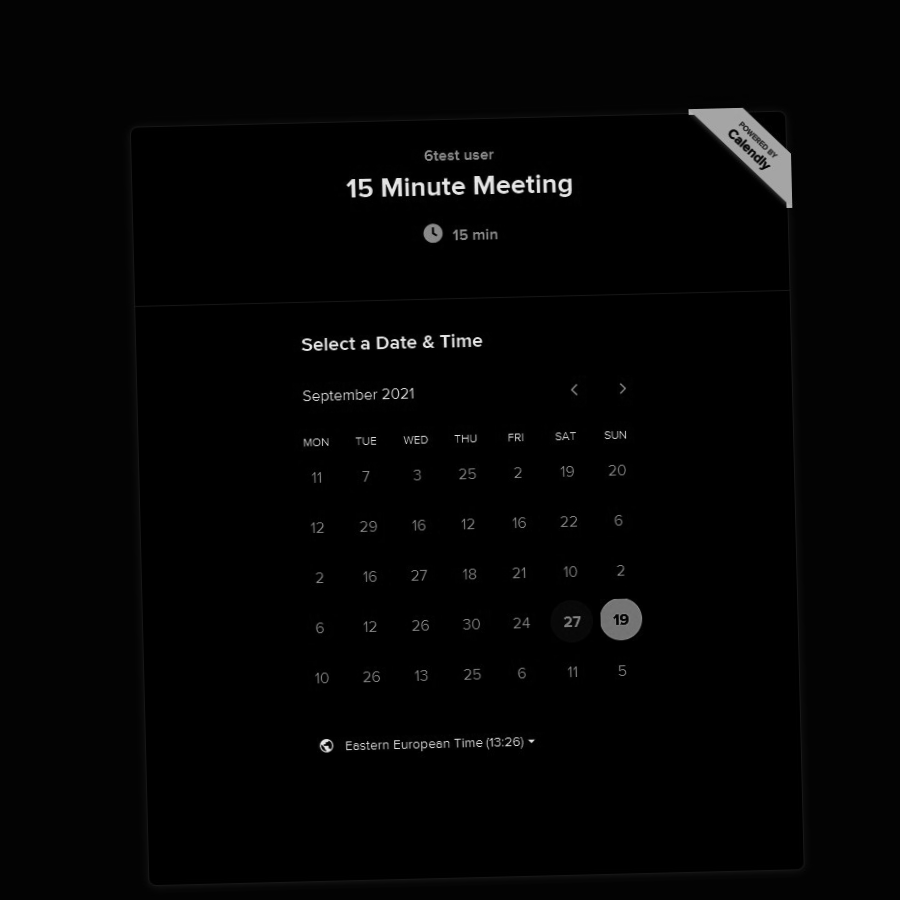 POWERED BY
Calendly
6test user
15 Minute Meeting
15 min
Select a Date & Time
September 2021
MON TUE WED THU FRI SAT SUN
11 7 3 25 2 19 20
12 29 16 12 16 22 6
2 16 27 18 21 10 2
6 12 26 30 24 27 19
10 26 13 25 6 11 5
Eastern European Time (13:26)